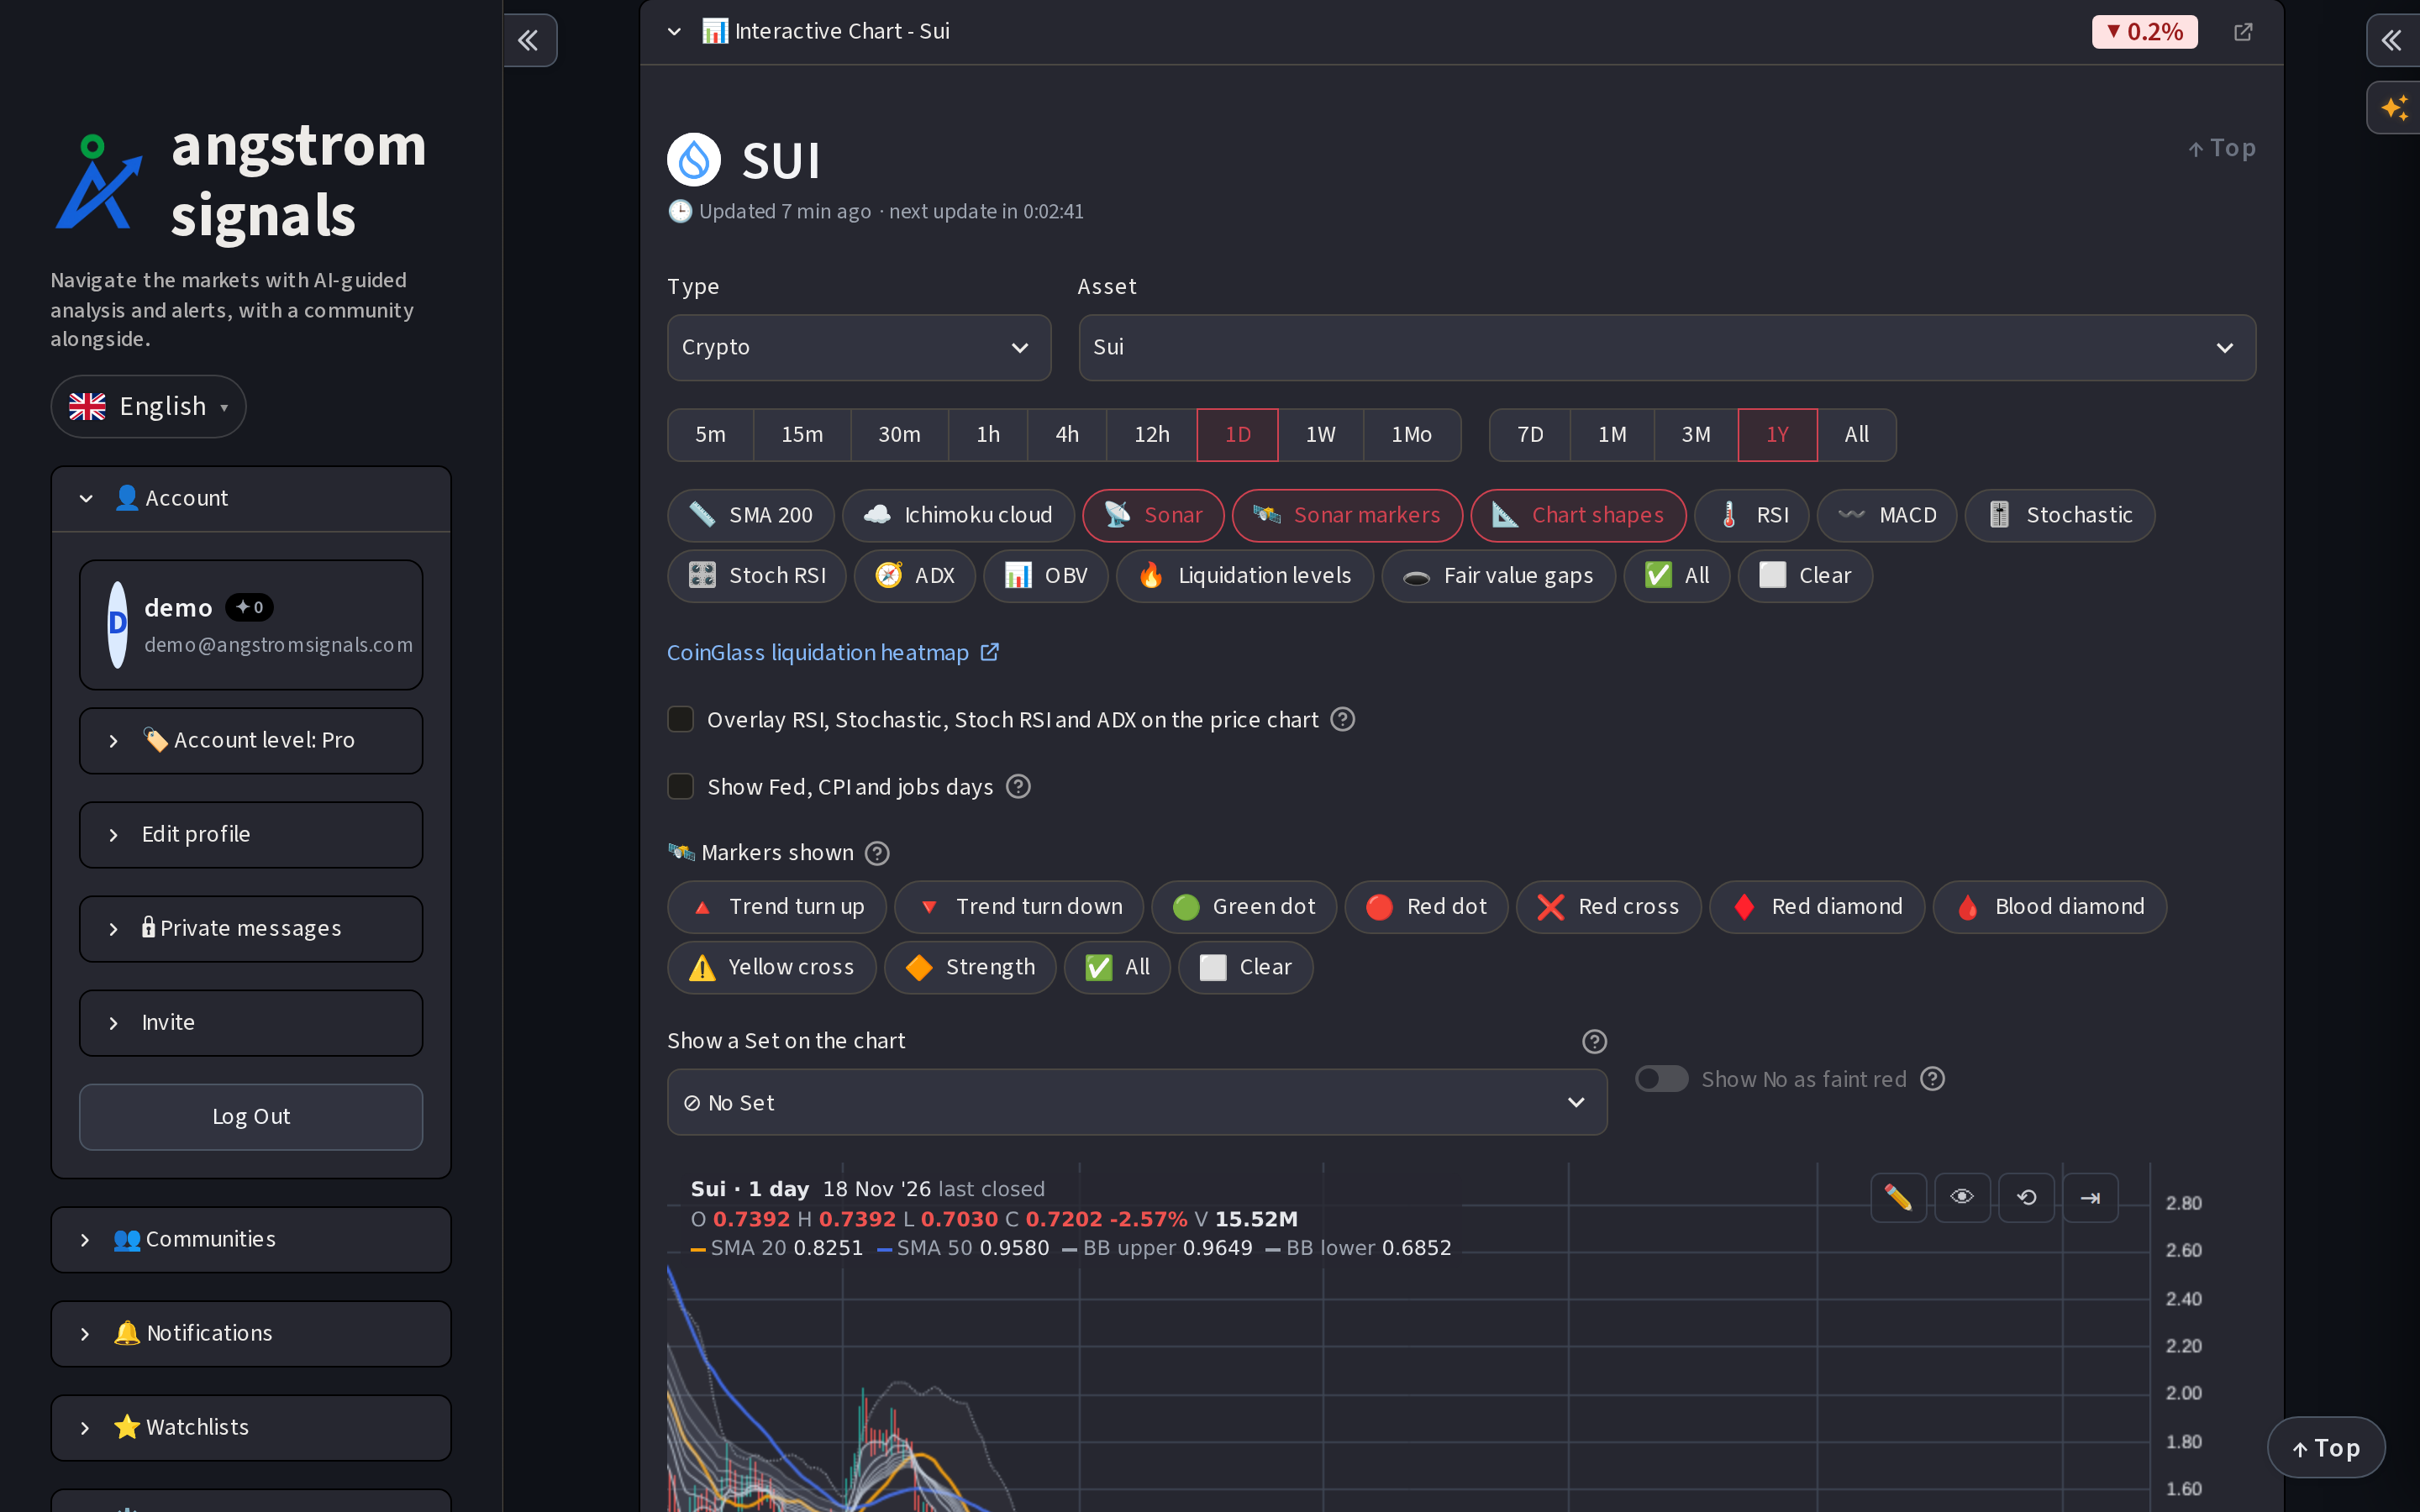 angstrom
signals
Navigate the markets with AI-guided
analysis and alerts, with a community
alongside.
English
Account
D
demo
0
demo@angstromsignals.com
Account level: Pro
Edit profile
Private messages
Invite
Log Out
Communities
Notifications
Watchlists
Interactive Chart - Sui
▼ 0.2%
SUI
↑ Top
Updated 7 min ago · next update in 0:02:41
Type
Asset
Crypto
Sui
5m 15m 30m 1h 4h 12h 1D 1W 1Mo 7D 1M 3M 1Y All
SMA 200 Ichimoku cloud Sonar Sonar markers Chart shapes RSI MACD Stochastic
Stoch RSI ADX OBV Liquidation levels Fair value gaps All Clear
CoinGlass liquidation heatmap
Overlay RSI, Stochastic, Stoch RSI and ADX on the price chart
Show Fed, CPI and jobs days
Markers shown
Trend turn up Trend turn down Green dot Red dot Red cross Red diamond Blood diamond
Yellow cross Strength All Clear
Show a Set on the chart
⊘ No Set
Show No as faint red
Sui · 1 day 18 Nov '26 last closed
O 0.7392 H 0.7392 L 0.7030 C 0.7202 -2.57% V 15.52M
SMA 20 0.8251 SMA 50 0.9580 BB upper 0.9649 BB lower 0.6852
2.80
2.60
2.40
2.20
2.00
1.80
1.60
↑ Top